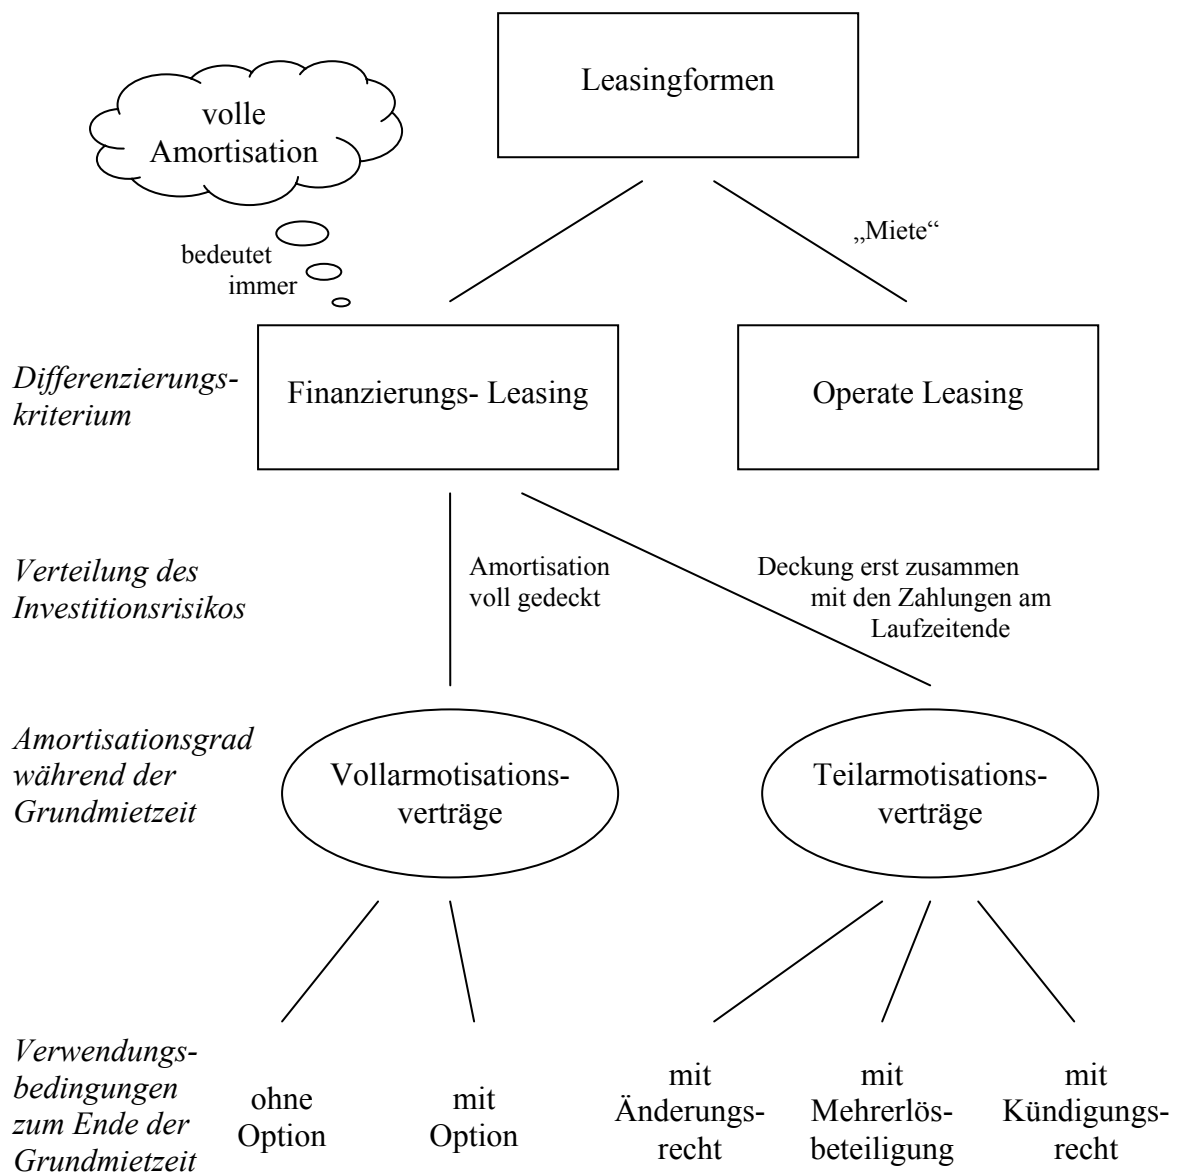 Leasingformen
volle
Amortisation
„Miete“
bedeutet
immer
Differenzierungs-
kriterium
Finanzierungs- Leasing
Operate Leasing
Verteilung des
Investitionsrisikos
Amortisation
voll gedeckt
Deckung erst zusammen
mit den Zahlungen am
Laufzeitende
Amortisationsgrad
während der
Grundmietzeit
Vollarmotisations-
verträge
Teilarmotisations-
verträge
Verwendungs-
bedingungen
zum Ende der
Grundmietzeit
ohne
Option
mit
Option
mit
Änderungs-
recht
mit
Mehrerlös-
beteiligung
mit
Kündigungs-
recht